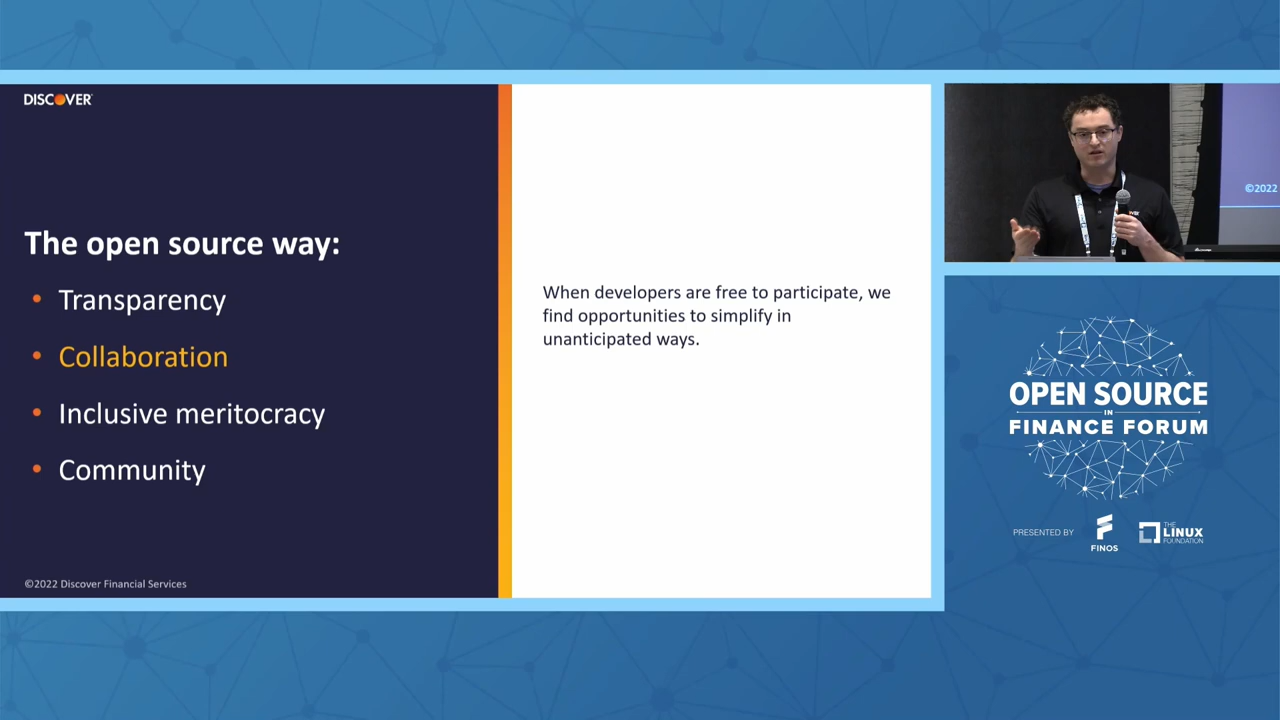 DISCOVER
The open source way:
• Transparency
• Collaboration
• Inclusive meritocracy
• Community
©2022 Discover Financial Services
When developers are free to participate, we
find opportunities to simplify in
unanticipated ways.
©2022
OPEN SOURCE
IN
FINANCE FORUM
PRESENTED BY
FINOS
THE
LINUX
FOUNDATION